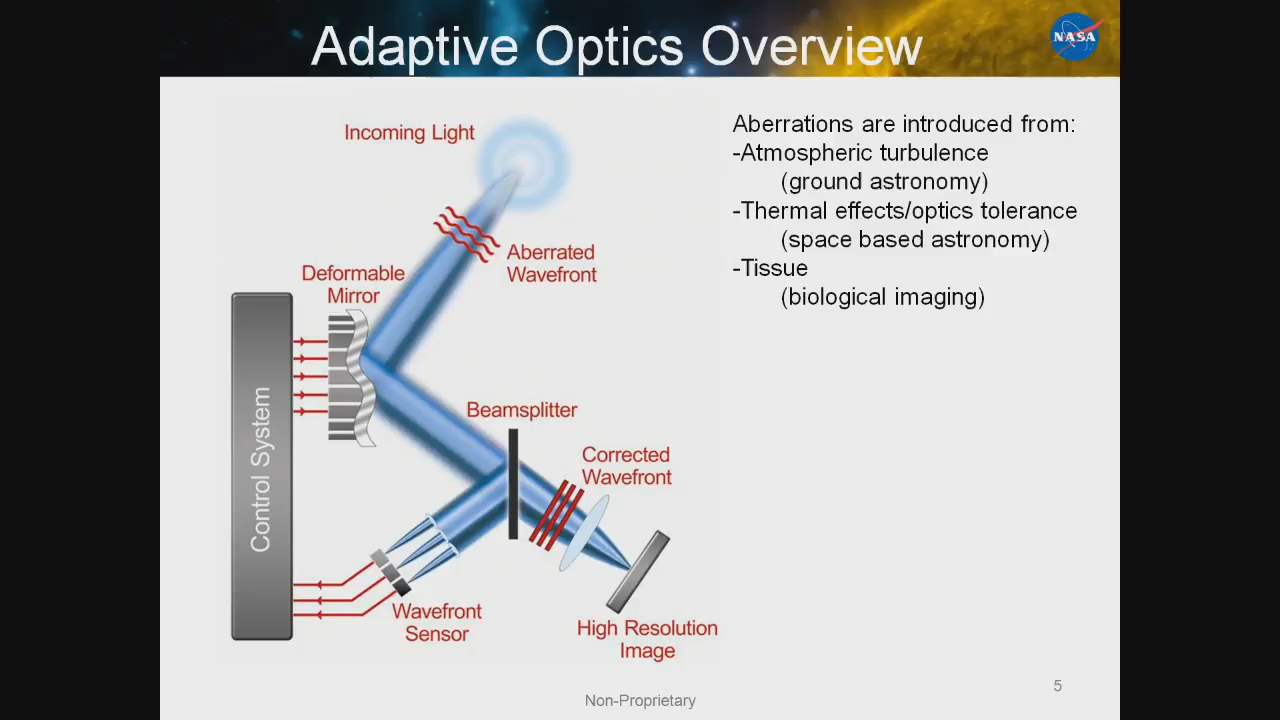 Adaptive Optics Overview
NASA
Incoming Light
Aberrated
Wavefront
Deformable
Mirror
Control System
Beamsplitter
Corrected
Wavefront
Wavefront
Sensor
High Resolution
Image
Aberrations are introduced from:
-Atmospheric turbulence
(ground astronomy)
-Thermal effects/optics tolerance
(space based astronomy)
-Tissue
(biological imaging)
Non-Proprietary
5